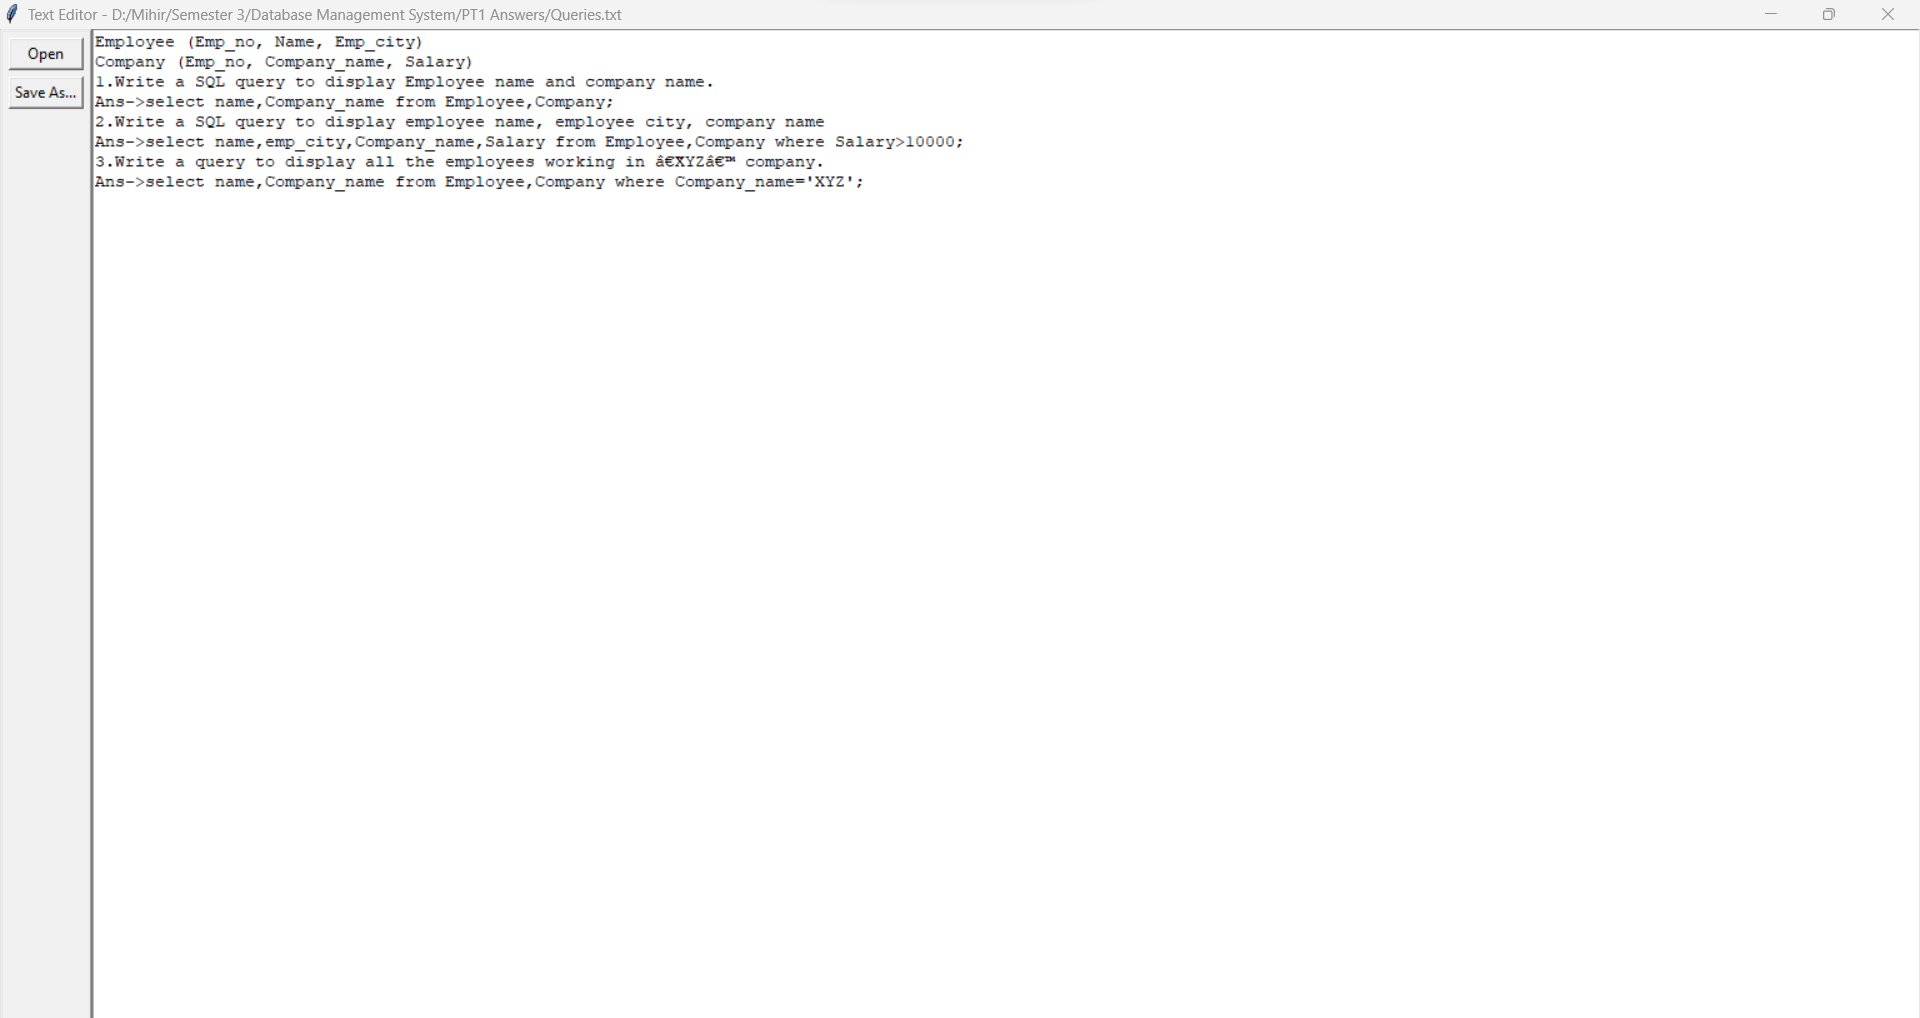 Text Editor - D:/Mihir/Semester 3/Database Management System/PT1 Answers/Queries.txt
Open
Save As...
Employee (Emp_no, Name, Emp_city)
Company (Emp_no, Company_name, Salary)
1.Write a SQL query to display Employee name and company name.
Ans->select name,Company_name from Employee,Company;
2.Write a SQL query to display employee name, employee city, company name
Ans->select name,emp_city,Company_name,Salary from Employee,Company where Salary>10000;
3.Write a query to display all the employees working in â€˜XYZâ€™ company.
Ans->select name,Company_name from Employee,Company where Company_name='XYZ';